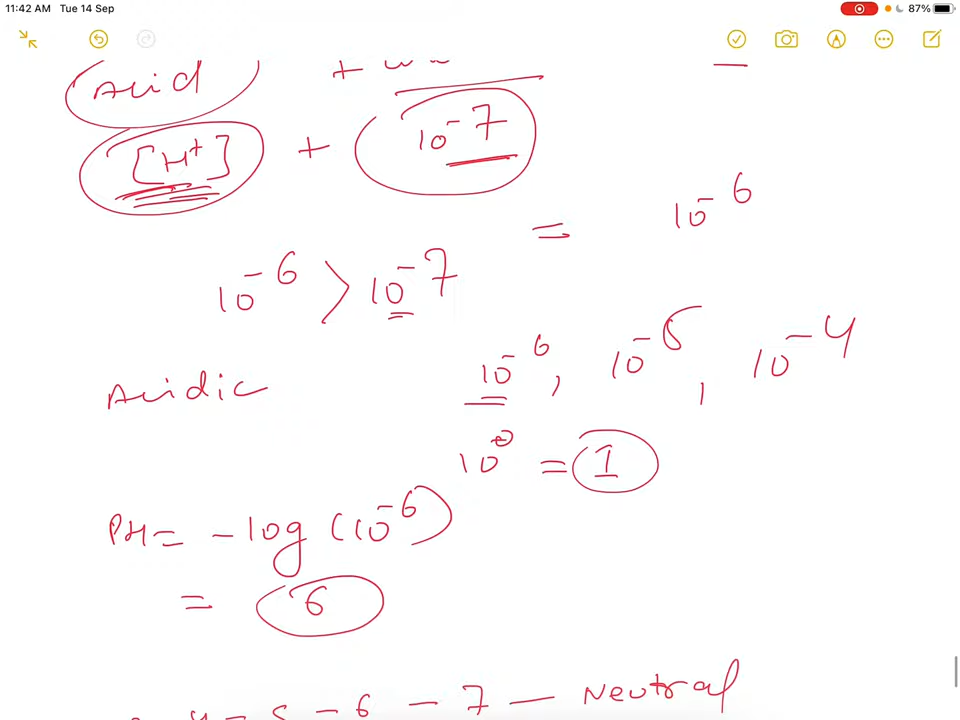 11:42 AM Tue 14 Sep 87%
Acid +
[H⁺] + 10⁻⁷
= 10⁻⁶
10⁻⁶ > 10⁻⁷
Acidic 10⁻⁶, 10⁻⁵, 10⁻⁴
10⁰ = 1
PH = - log (10⁻⁶)
= 6
4 - 5 - 6 - 7 — Neutral